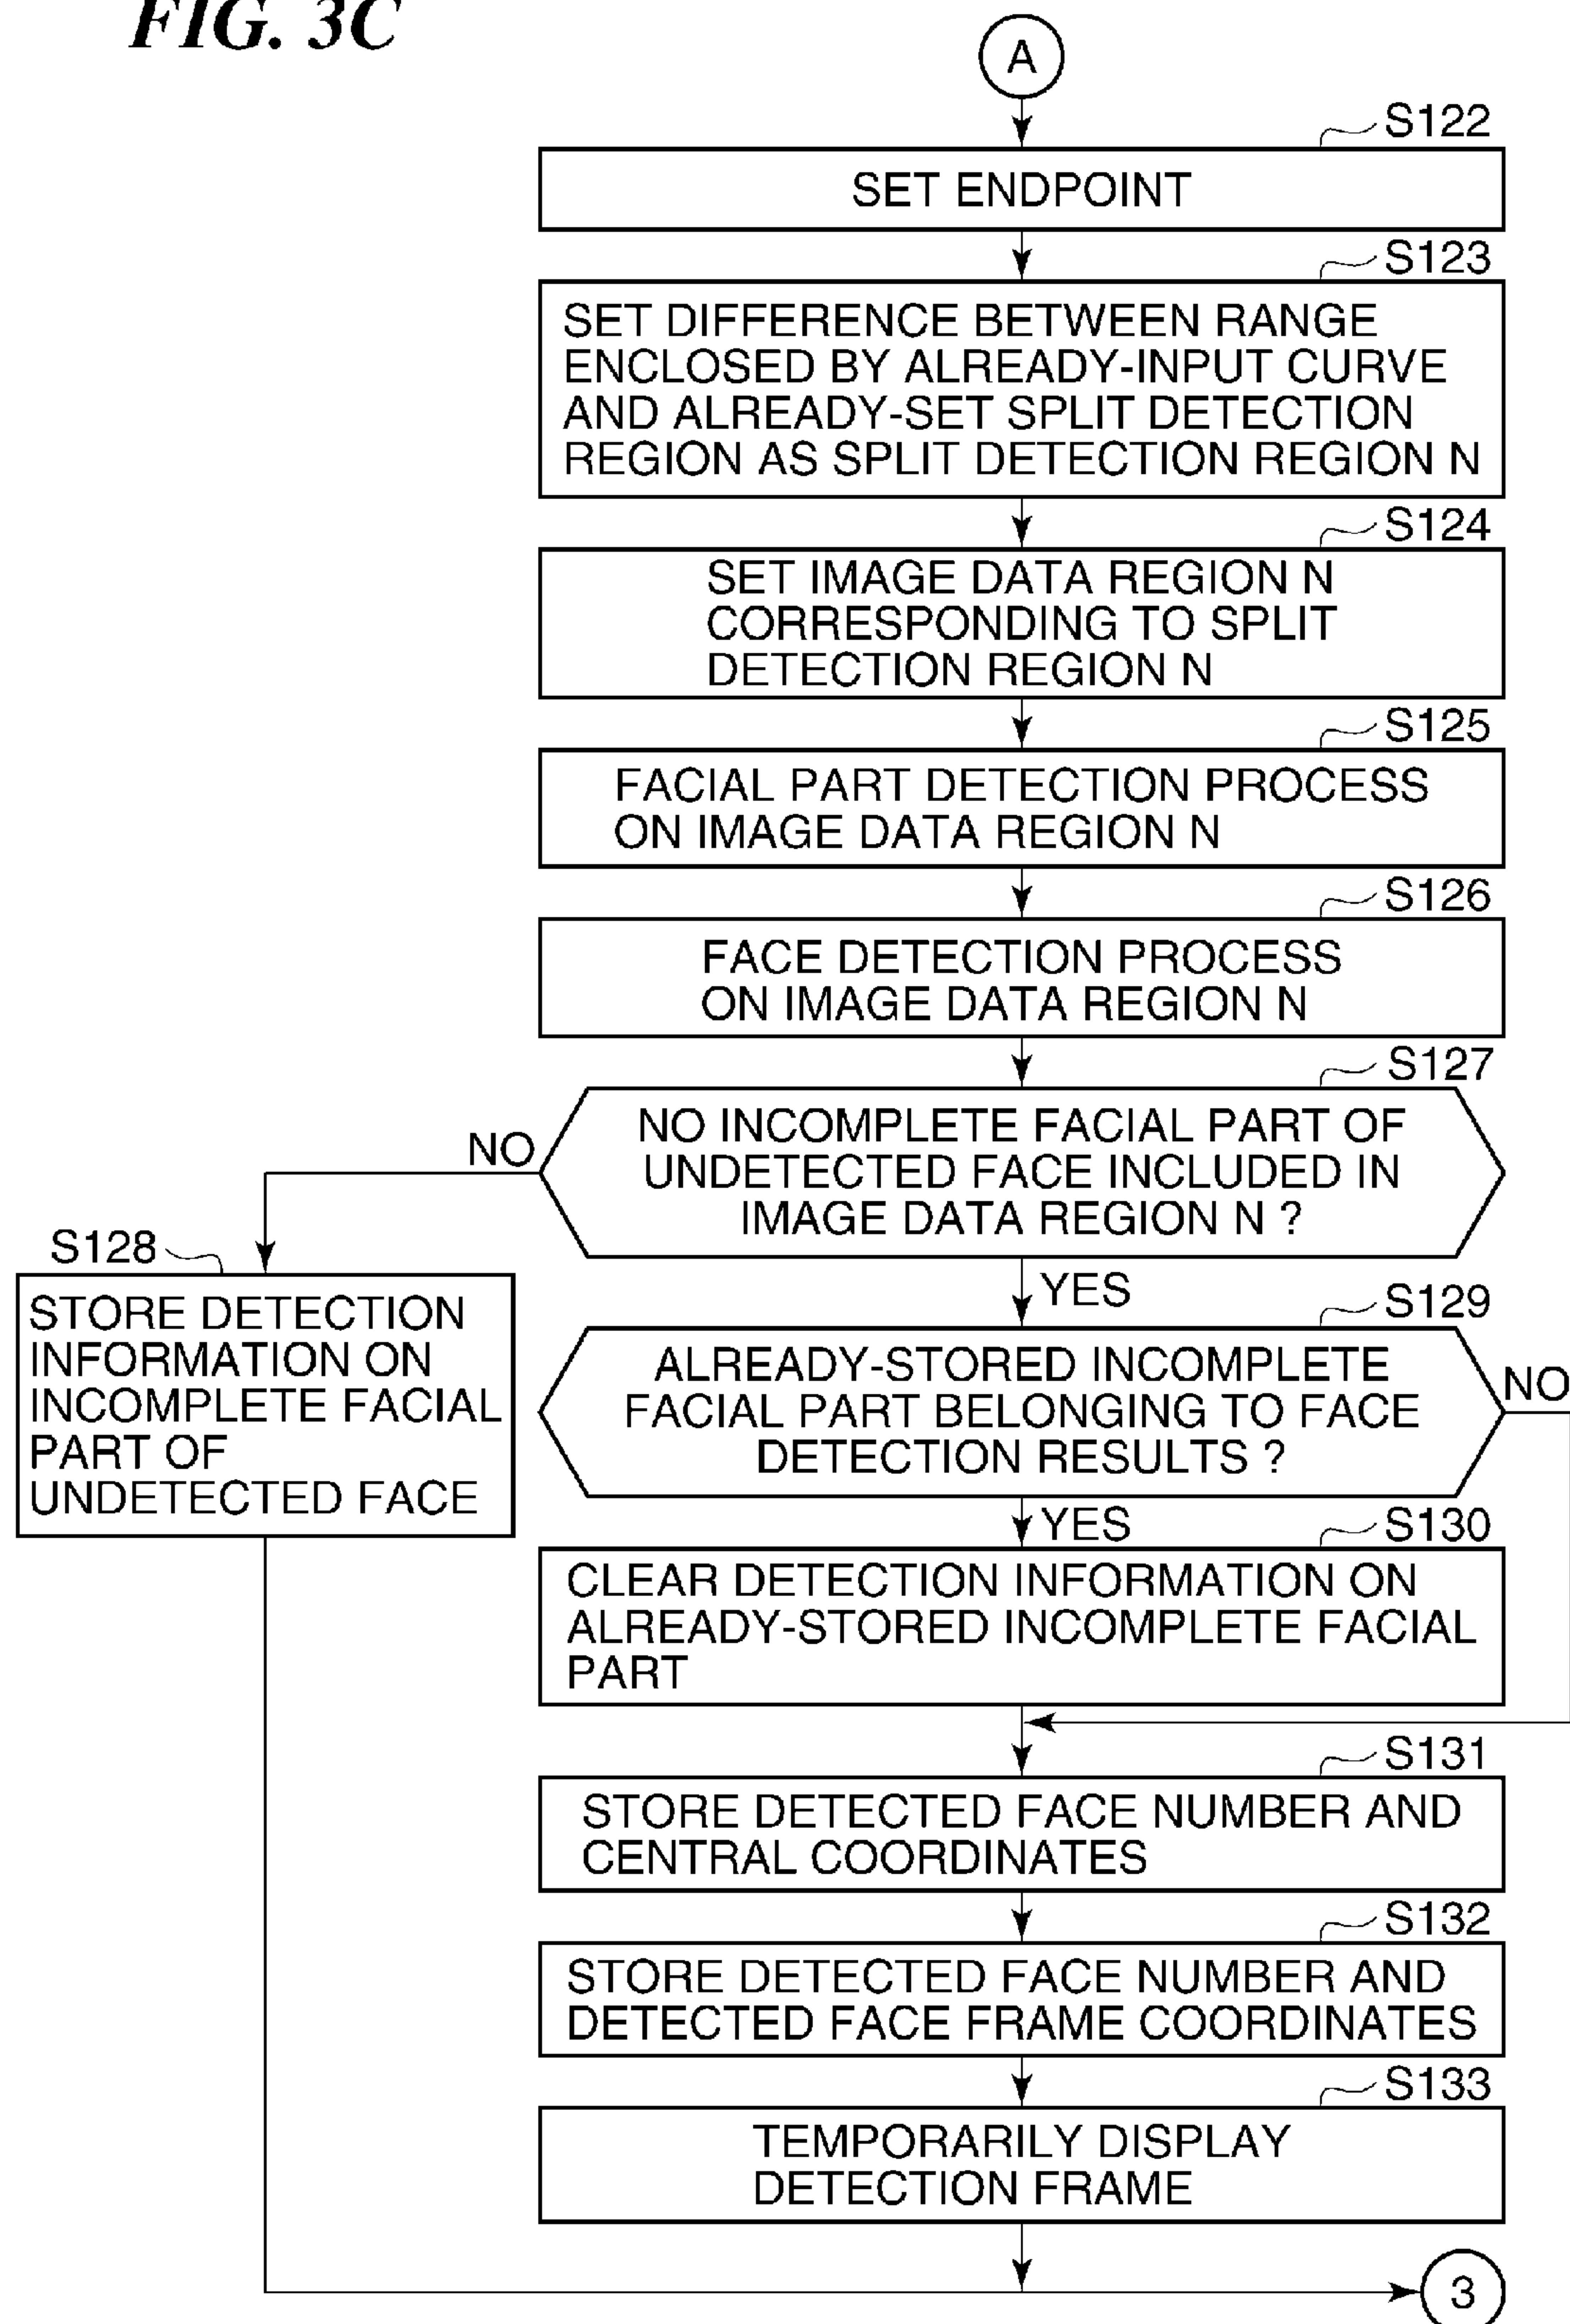 FIG. 3C
A
S122
SET ENDPOINT
S123
SET DIFFERENCE BETWEEN RANGE
ENCLOSED BY ALREADY-INPUT CURVE
AND ALREADY-SET SPLIT DETECTION
REGION AS SPLIT DETECTION REGION N
S124
SET IMAGE DATA REGION N
CORRESPONDING TO SPLIT
DETECTION REGION N
S125
FACIAL PART DETECTION PROCESS
ON IMAGE DATA REGION N
S126
FACE DETECTION PROCESS
ON IMAGE DATA REGION N
S127
NO INCOMPLETE FACIAL PART OF
UNDETECTED FACE INCLUDED IN
IMAGE DATA REGION N ?
NO
S128
STORE DETECTION
INFORMATION ON
INCOMPLETE FACIAL
PART OF
UNDETECTED FACE
YES
S129
ALREADY-STORED INCOMPLETE
FACIAL PART BELONGING TO FACE
DETECTION RESULTS ?
NO
YES
S130
CLEAR DETECTION INFORMATION ON
ALREADY-STORED INCOMPLETE FACIAL
PART
S131
STORE DETECTED FACE NUMBER AND
CENTRAL COORDINATES
S132
STORE DETECTED FACE NUMBER AND
DETECTED FACE FRAME COORDINATES
S133
TEMPORARILY DISPLAY
DETECTION FRAME
3